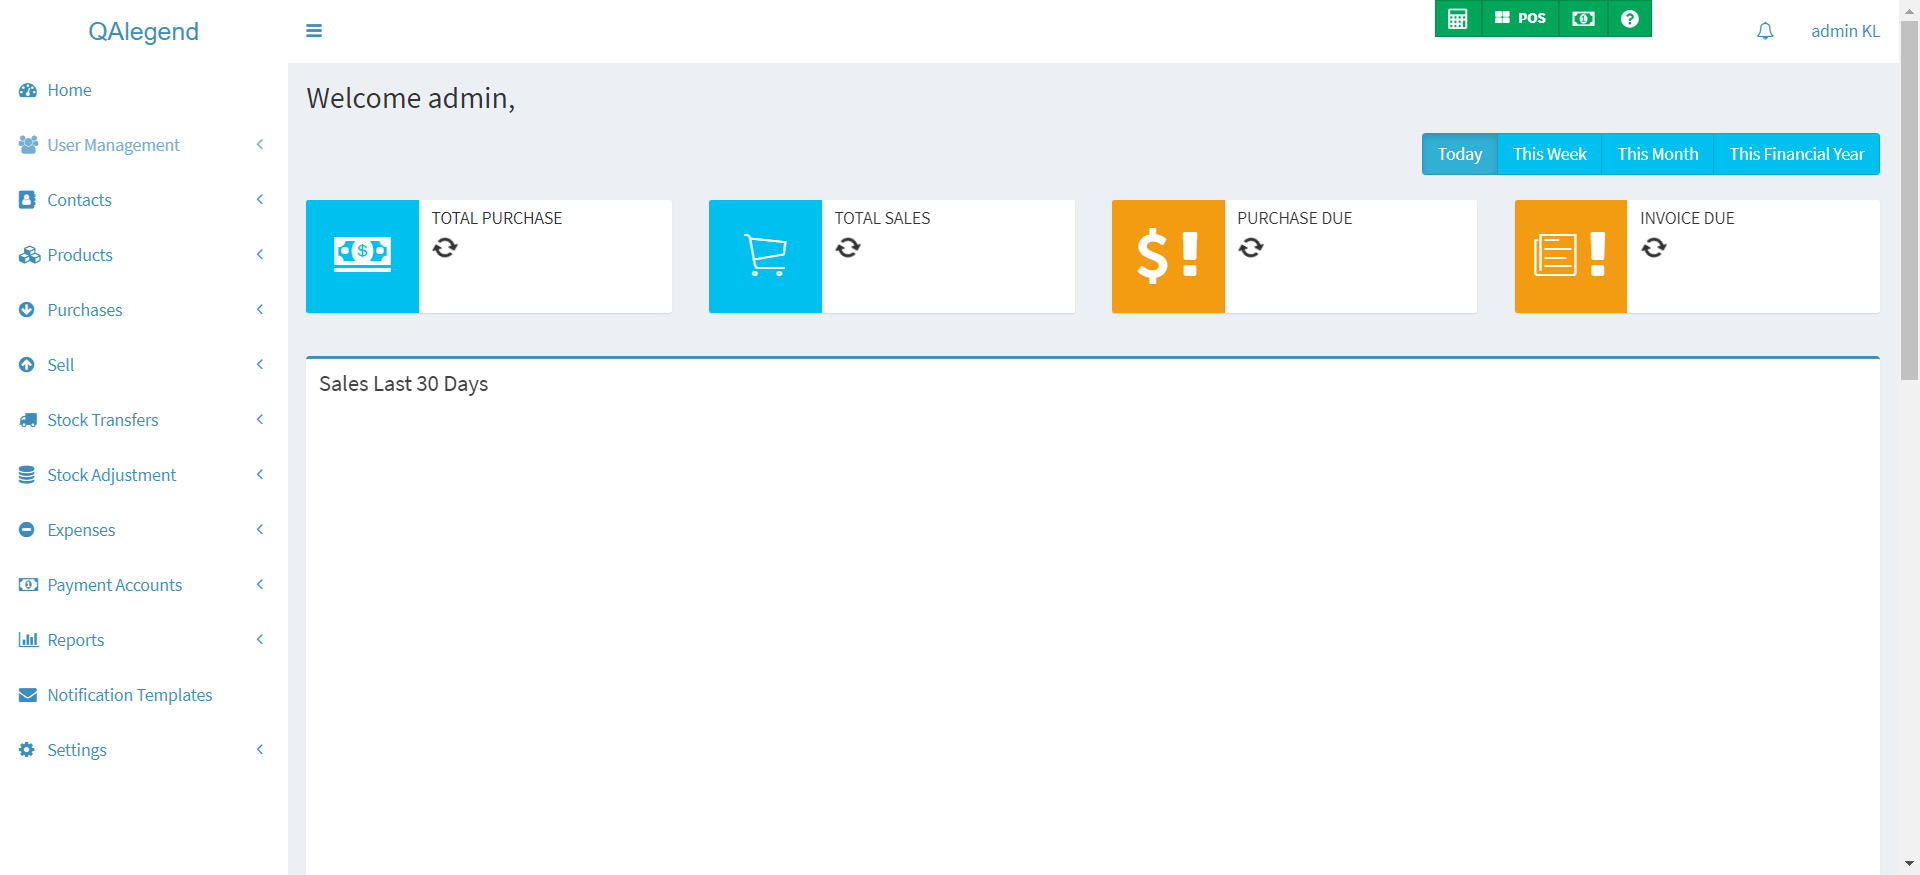 QAlegend
POS
admin KL
Home
User Management
Contacts
Products
Purchases
Sell
Stock Transfers
Stock Adjustment
Expenses
Payment Accounts
Reports
Notification Templates
Settings
Welcome admin,
Today
This Week
This Month
This Financial Year
TOTAL PURCHASE
TOTAL SALES
PURCHASE DUE
INVOICE DUE
Sales Last 30 Days